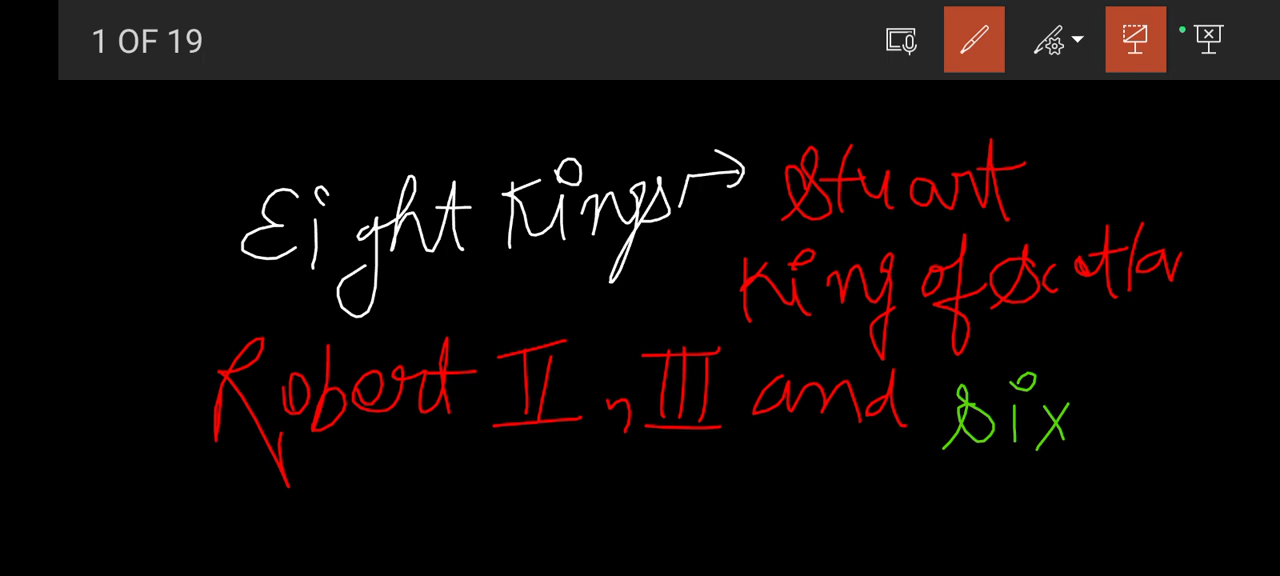 1 OF 19
Eight Kings → Stuart
King of Scotla
Robert II, III and six